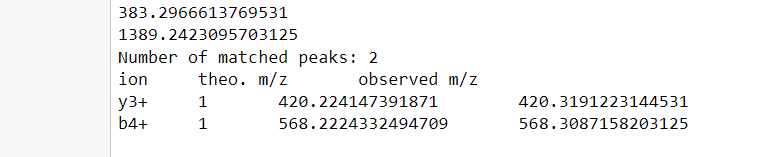 383.2966613769531
1389.2423095703125
Number of matched peaks: 2
ion theo. m/z observed m/z
y3+ 1 420.224147391871 420.3191223144531
b4+ 1 568.2224332494709 568.3087158203125